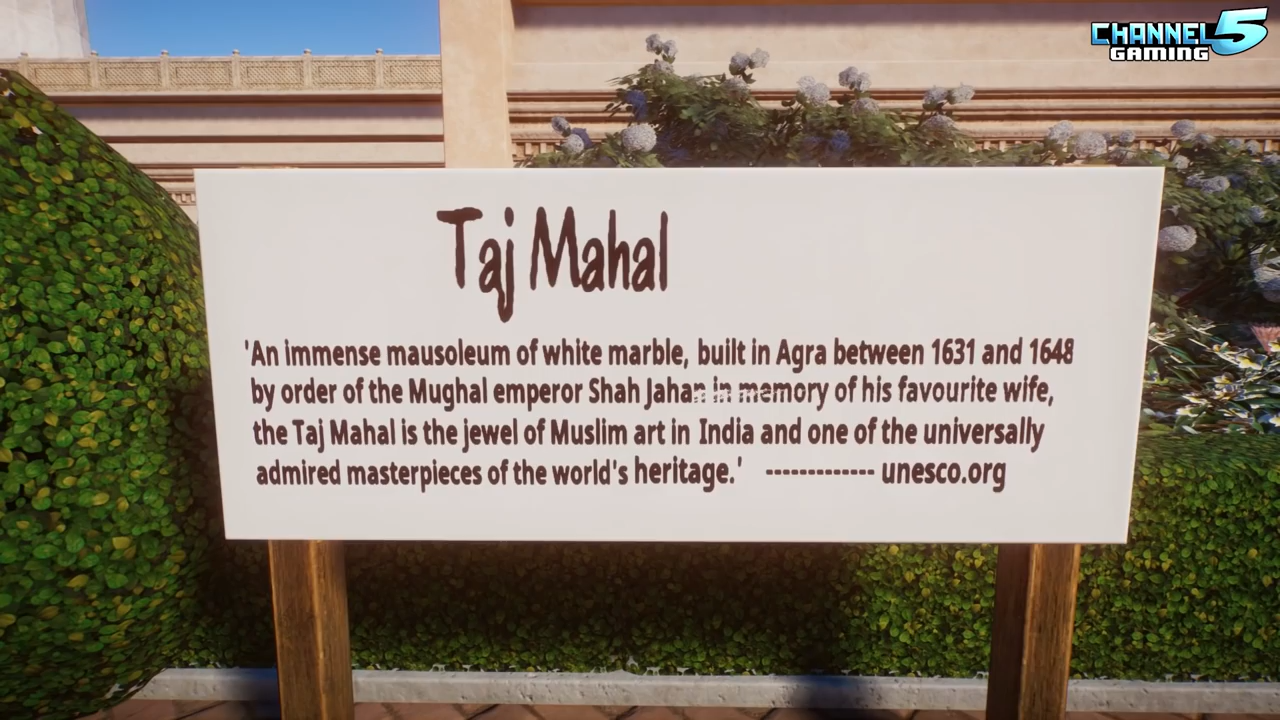 CHANNEL 5
GAMING
Taj Mahal
'An immense mausoleum of white marble, built in Agra between 1631 and 1648
by order of the Mughal emperor Shah Jahan in memory of his favourite wife,
the Taj Mahal is the jewel of Muslim art in India and one of the universally
admired masterpieces of the world's heritage.' ------------- unesco.org